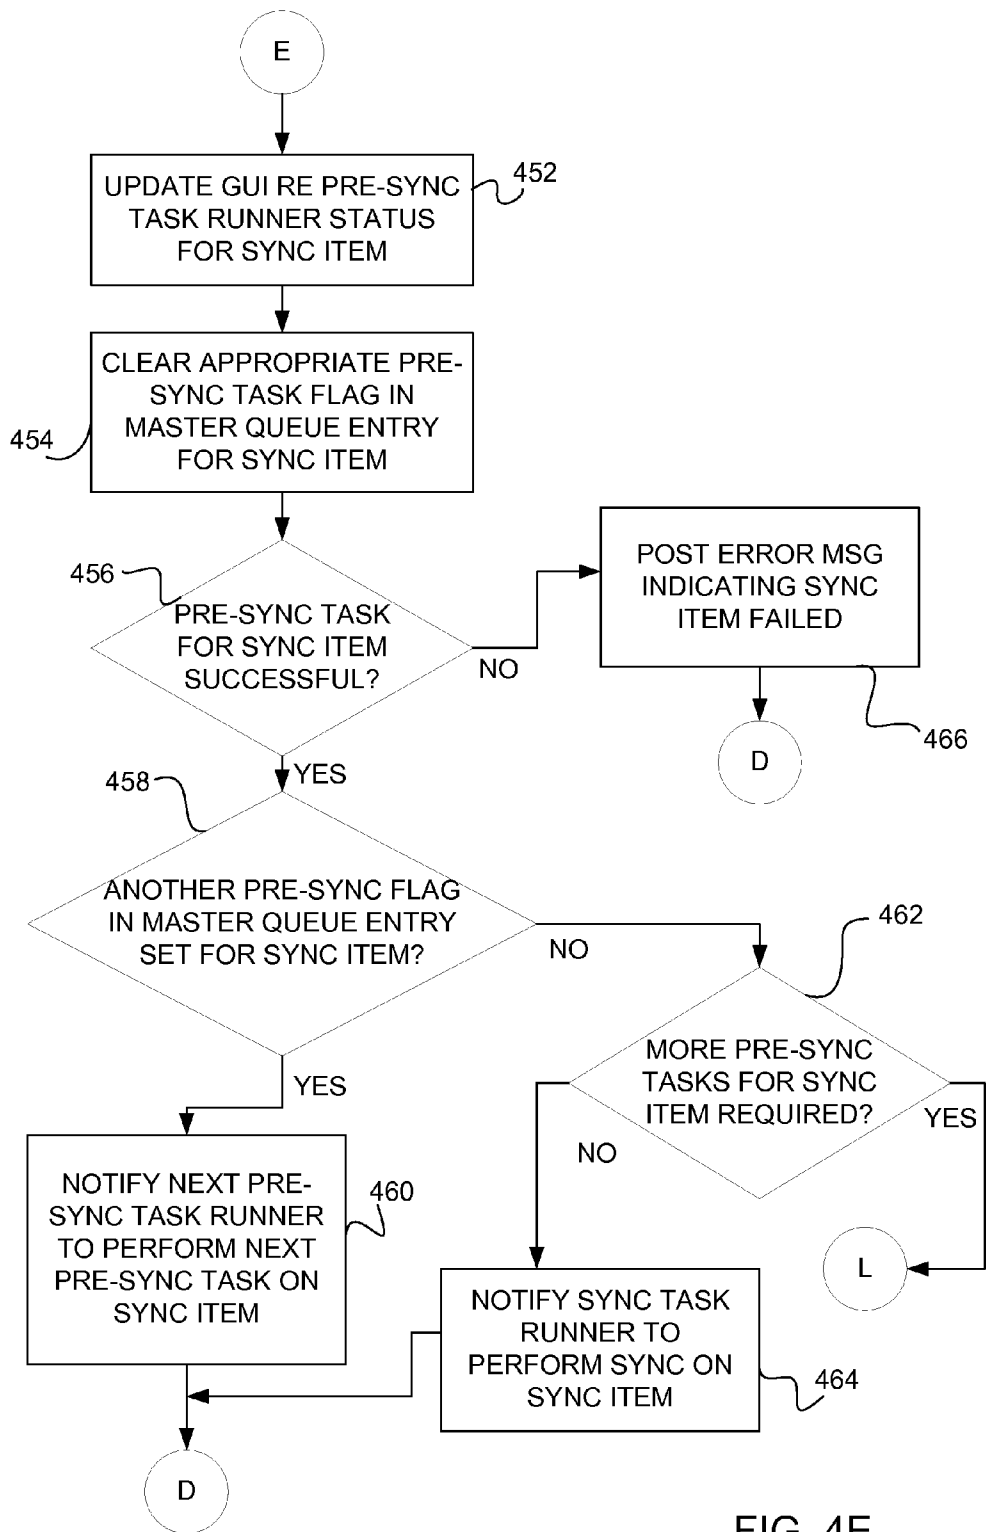 E
UPDATE GUI RE PRE-SYNC
TASK RUNNER STATUS
FOR SYNC ITEM
452
CLEAR APPROPRIATE PRE-
SYNC TASK FLAG IN
MASTER QUEUE ENTRY
FOR SYNC ITEM
454
456
PRE-SYNC TASK
FOR SYNC ITEM
SUCCESSFUL?
NO
POST ERROR MSG
INDICATING SYNC
ITEM FAILED
466
D
YES
458
ANOTHER PRE-SYNC FLAG
IN MASTER QUEUE ENTRY
SET FOR SYNC ITEM?
NO
462
MORE PRE-SYNC
TASKS FOR SYNC
ITEM REQUIRED?
YES
NO
YES
NOTIFY NEXT PRE-
SYNC TASK RUNNER
TO PERFORM NEXT
PRE-SYNC TASK ON
SYNC ITEM
460
L
NOTIFY SYNC TASK
RUNNER TO
PERFORM SYNC ON
SYNC ITEM
464
D
FIG. 4E